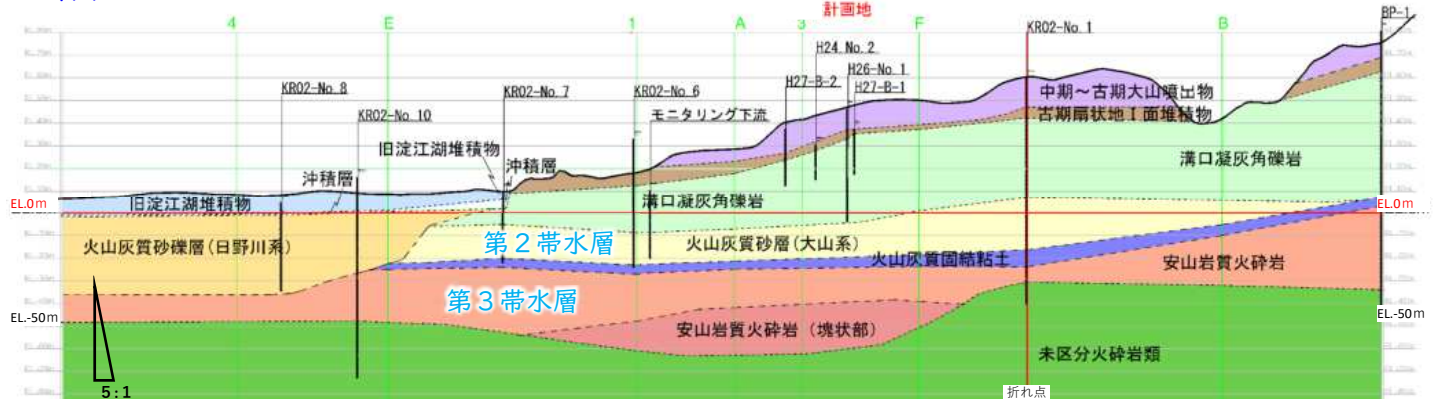 計画地
4
E
1
A
3
F
B
BP-1
KR02-No.1
H24.No.2
H26-No.1
H27-B-2
H27-B-1
KR02-No.8
KR02-No.7
KR02-No.6
KR02-No.10
モニタリング下流
中期～古期大山噴出物
古期扇状地Ⅰ面堆積物
旧淀江湖堆積物
沖積層
沖積層
溝口凝灰角礫岩
旧淀江湖堆積物
溝口凝灰角礫岩
EL.0m
EL.0m
火山灰質砂礫層(日野川系)
第2帯水層
火山灰質砂層(大山系)
火山灰質固結粘土
安山岩質火砕岩
第3帯水層
EL.-50m
EL.-50m
安山岩質火砕岩（塊状部）
未区分火砕岩類
5:1
折れ点